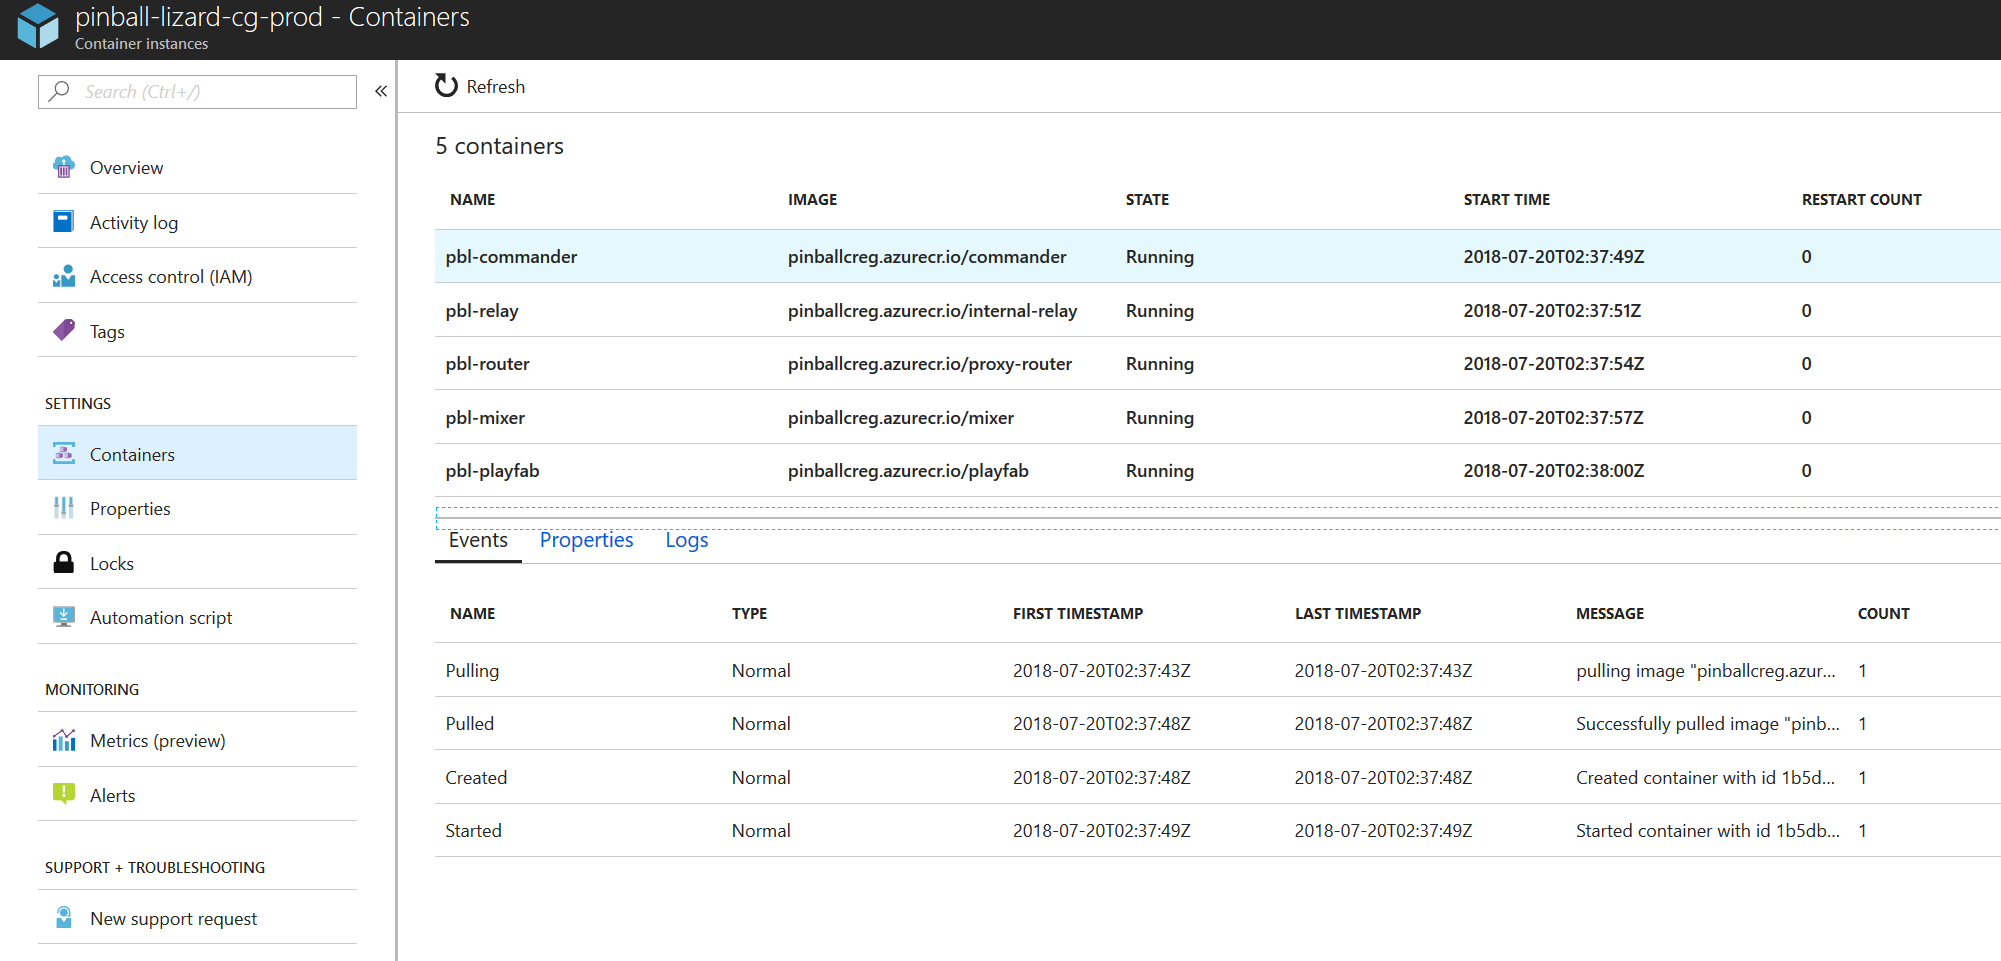 pinball-lizard-cg-prod - Containers
Container instances
Search (Ctrl+/)
«
Overview
Activity log
Access control (IAM)
Tags
SETTINGS
Containers
Properties
Locks
Automation script
MONITORING
Metrics (preview)
Alerts
SUPPORT + TROUBLESHOOTING
New support request
Refresh
5 containers
NAME IMAGE STATE START TIME RESTART COUNT
pbl-commander pinballcreg.azurecr.io/commander Running 2018-07-20T02:37:49Z 0
pbl-relay pinballcreg.azurecr.io/internal-relay Running 2018-07-20T02:37:51Z 0
pbl-router pinballcreg.azurecr.io/proxy-router Running 2018-07-20T02:37:54Z 0
pbl-mixer pinballcreg.azurecr.io/mixer Running 2018-07-20T02:37:57Z 0
pbl-playfab pinballcreg.azurecr.io/playfab Running 2018-07-20T02:38:00Z 0
Events Properties Logs
NAME TYPE FIRST TIMESTAMP LAST TIMESTAMP MESSAGE COUNT
Pulling Normal 2018-07-20T02:37:43Z 2018-07-20T02:37:43Z pulling image "pinballcreg.azur... 1
Pulled Normal 2018-07-20T02:37:48Z 2018-07-20T02:37:48Z Successfully pulled image "pinb... 1
Created Normal 2018-07-20T02:37:48Z 2018-07-20T02:37:48Z Created container with id 1b5d... 1
Started Normal 2018-07-20T02:37:49Z 2018-07-20T02:37:49Z Started container with id 1b5db... 1